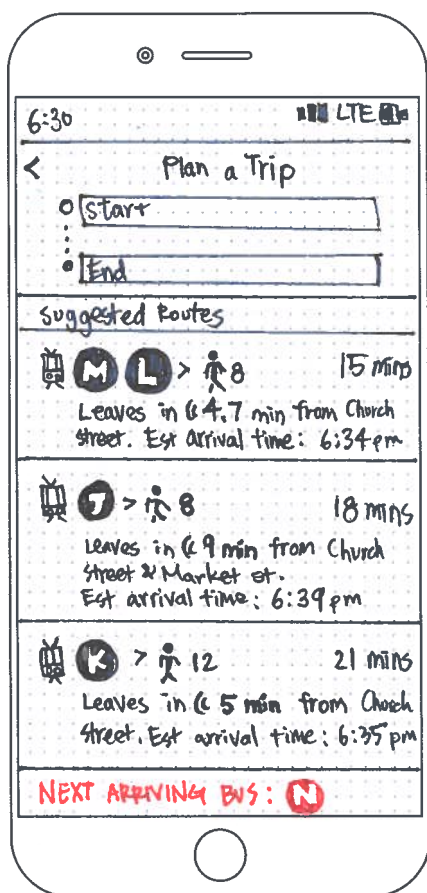 6:30 LTE
< Plan a Trip
Start
End
Suggested Routes
M L > 8 15 mins
Leaves in 4.7 min from Church
street. Est arrival time: 6:34pm
J > 8 18 mins
Leaves in 9 min from Church
street & Market st.
Est arrival time: 6:39pm
K > 12 21 mins
Leaves in 5 min from Church
street. Est arrival time: 6:35pm
NEXT ARRIVING BUS: N